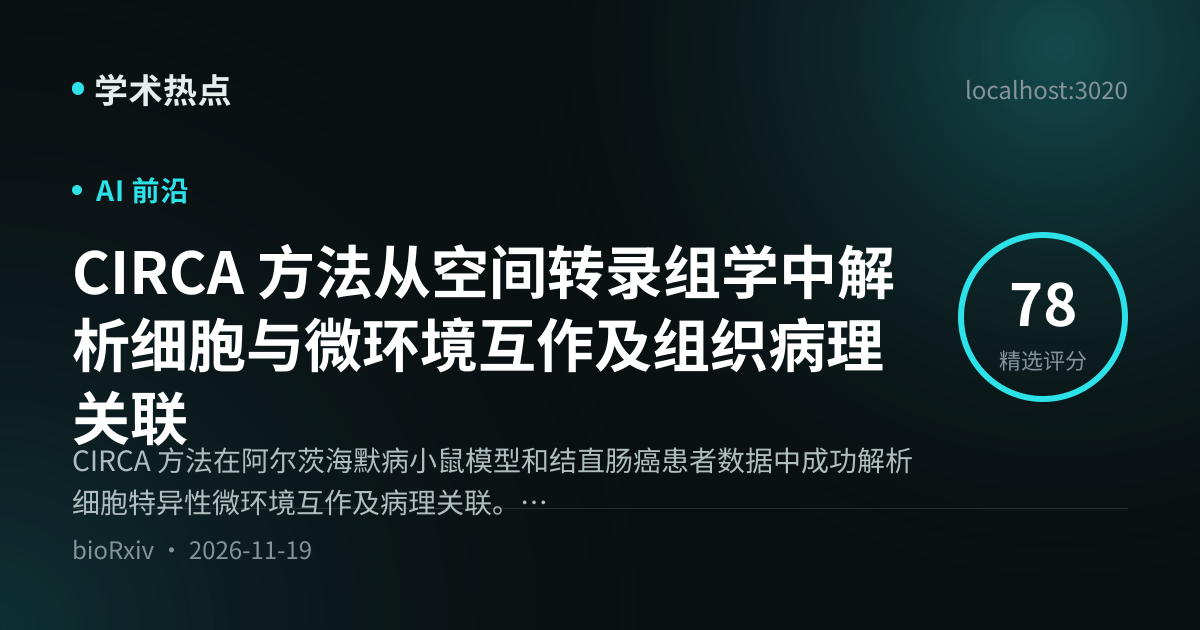 学术热点
localhost:3020
AI 前沿
CIRCA 方法从空间转录组学中解
析细胞与微环境互作及组织病理
关联
78
精选评分
CIRCA 方法在阿尔茨海默病小鼠模型和结直肠癌患者数据中成功解析
细胞特异性微环境互作及病理关联。…
bioRxiv · 2026-11-19